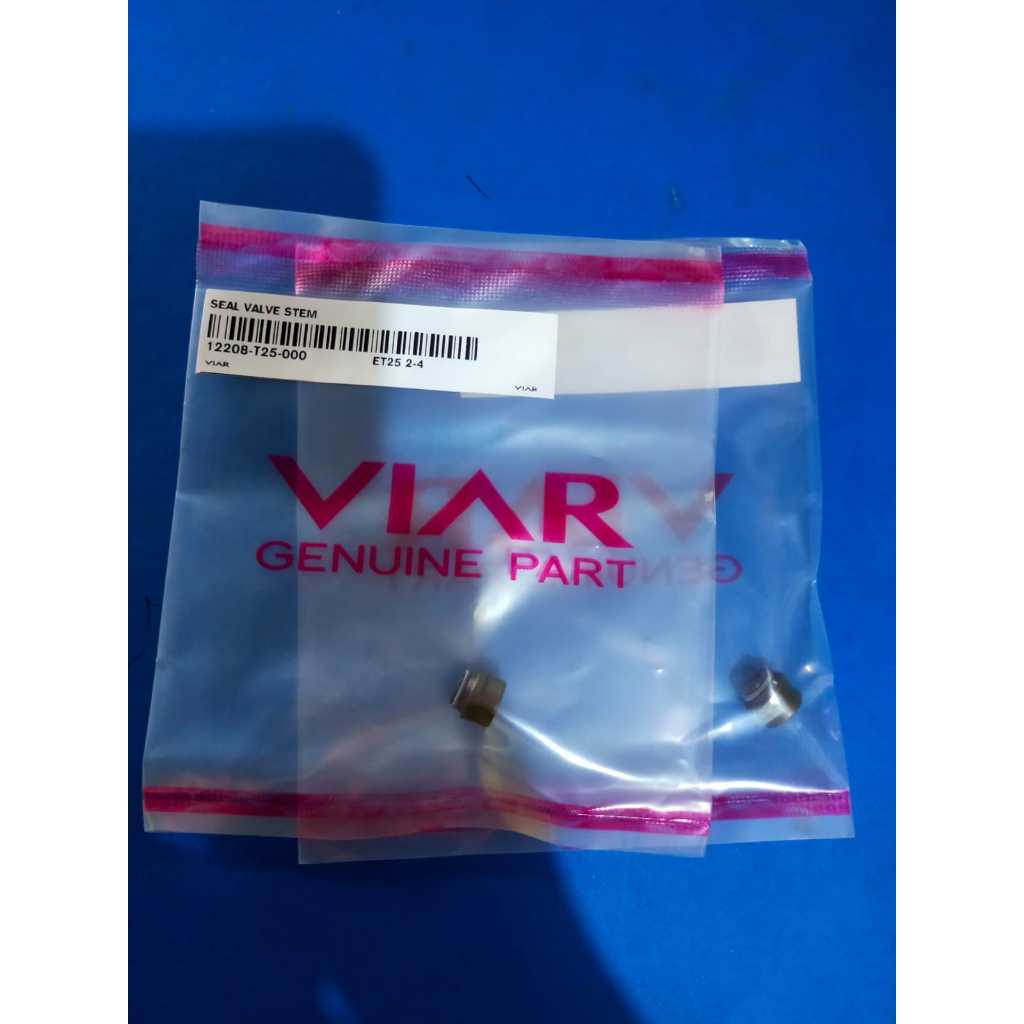 SEAL VALVE STEM
12208-T25-000 ET25 2-4
VIAR
VIAR
VIAR
GENUINE PART